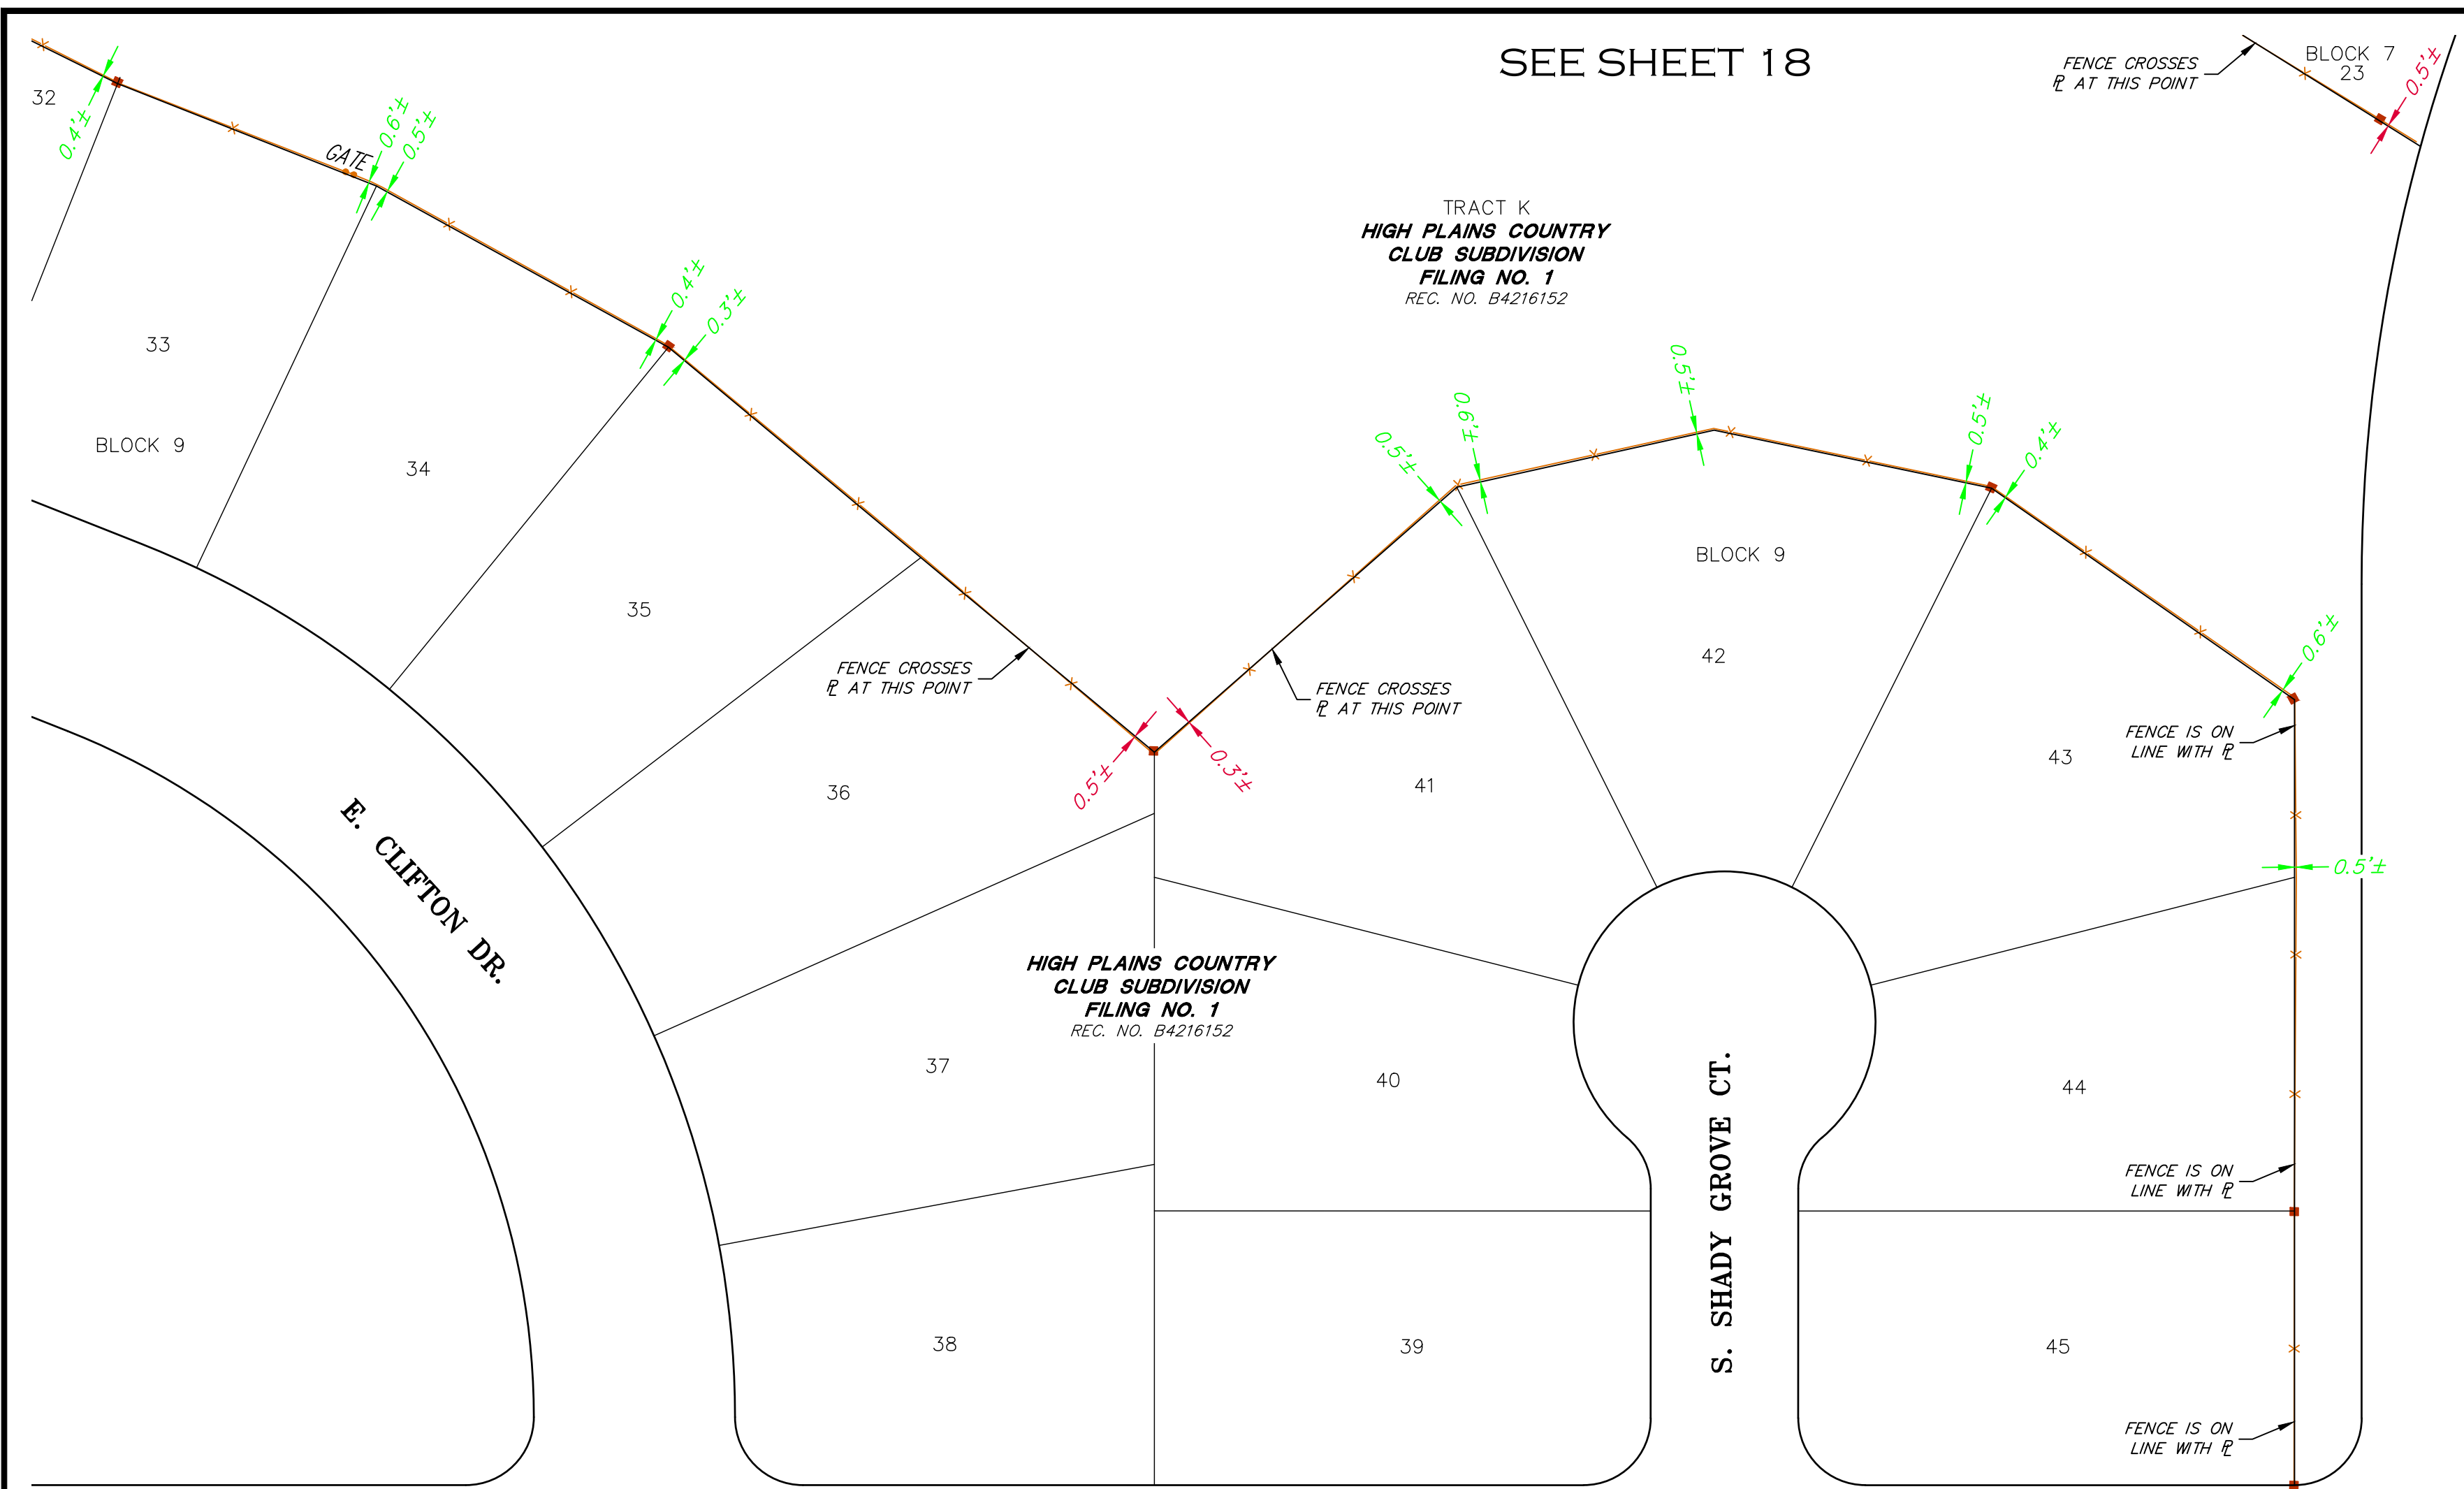 SEE SHEET 18
FENCE CROSSES
℄ AT THIS POINT
BLOCK 7
23
0.5'±
32
0.4'±
0.6'±
0.5'±
GATE
TRACT K
HIGH PLAINS COUNTRY
CLUB SUBDIVISION
FILING NO. 1
REC. NO. B4216152
33
0.4'±
0.3'±
BLOCK 9
34
0.5'±
0.6'±
0.5'±
0.5'±
0.4'±
BLOCK 9
42
35
FENCE CROSSES
℄ AT THIS POINT
FENCE CROSSES
℄ AT THIS POINT
0.6'±
FENCE IS ON
LINE WITH ℄
43
36
0.5'±
0.3'±
41
0.5'±
E. CLIFTON DR.
HIGH PLAINS COUNTRY
CLUB SUBDIVISION
FILING NO. 1
REC. NO. B4216152
37
40
44
S. SHADY GROVE CT.
FENCE IS ON
LINE WITH ℄
38
39
45
FENCE IS ON
LINE WITH ℄